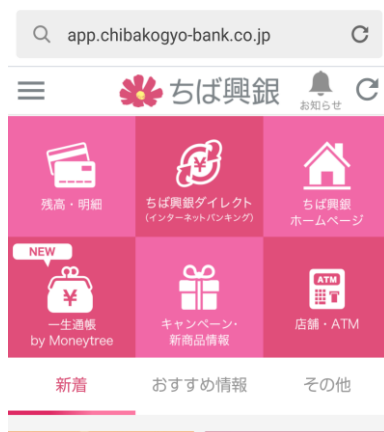 app.chibakogyo-bank.co.jp
ちば興銀
お知らせ
残高・明細
ちば興銀ダイレクト
(インターネットバンキング)
ちば興銀
ホームページ
NEW
一生通帳
by Moneytree
キャンペーン・
新商品情報
ATM
店舗・ATM
新着
おすすめ情報
その他